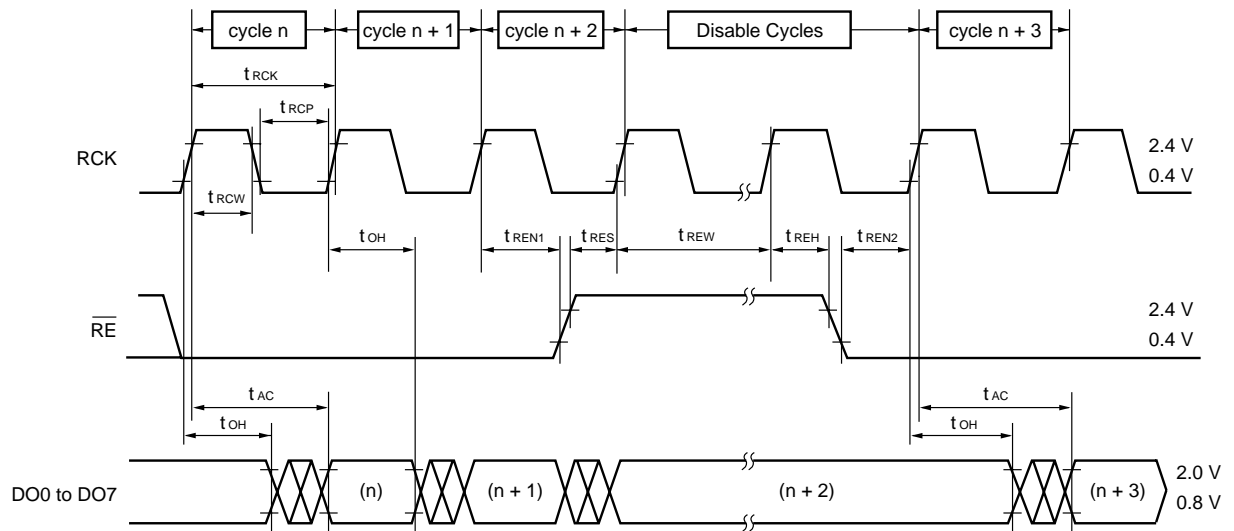 cycle n cycle n + 1 cycle n + 2 Disable Cycles cycle n + 3
tRCK
tRCP
RCK 2.4 V
0.4 V
tRCW
tOH tREN1 tRES tREW tREH tREN2
RE 2.4 V
0.4 V
tAC tAC
tOH tOH
DO0 to DO7 (n) (n + 1) (n + 2) (n + 3) 2.0 V
0.8 V